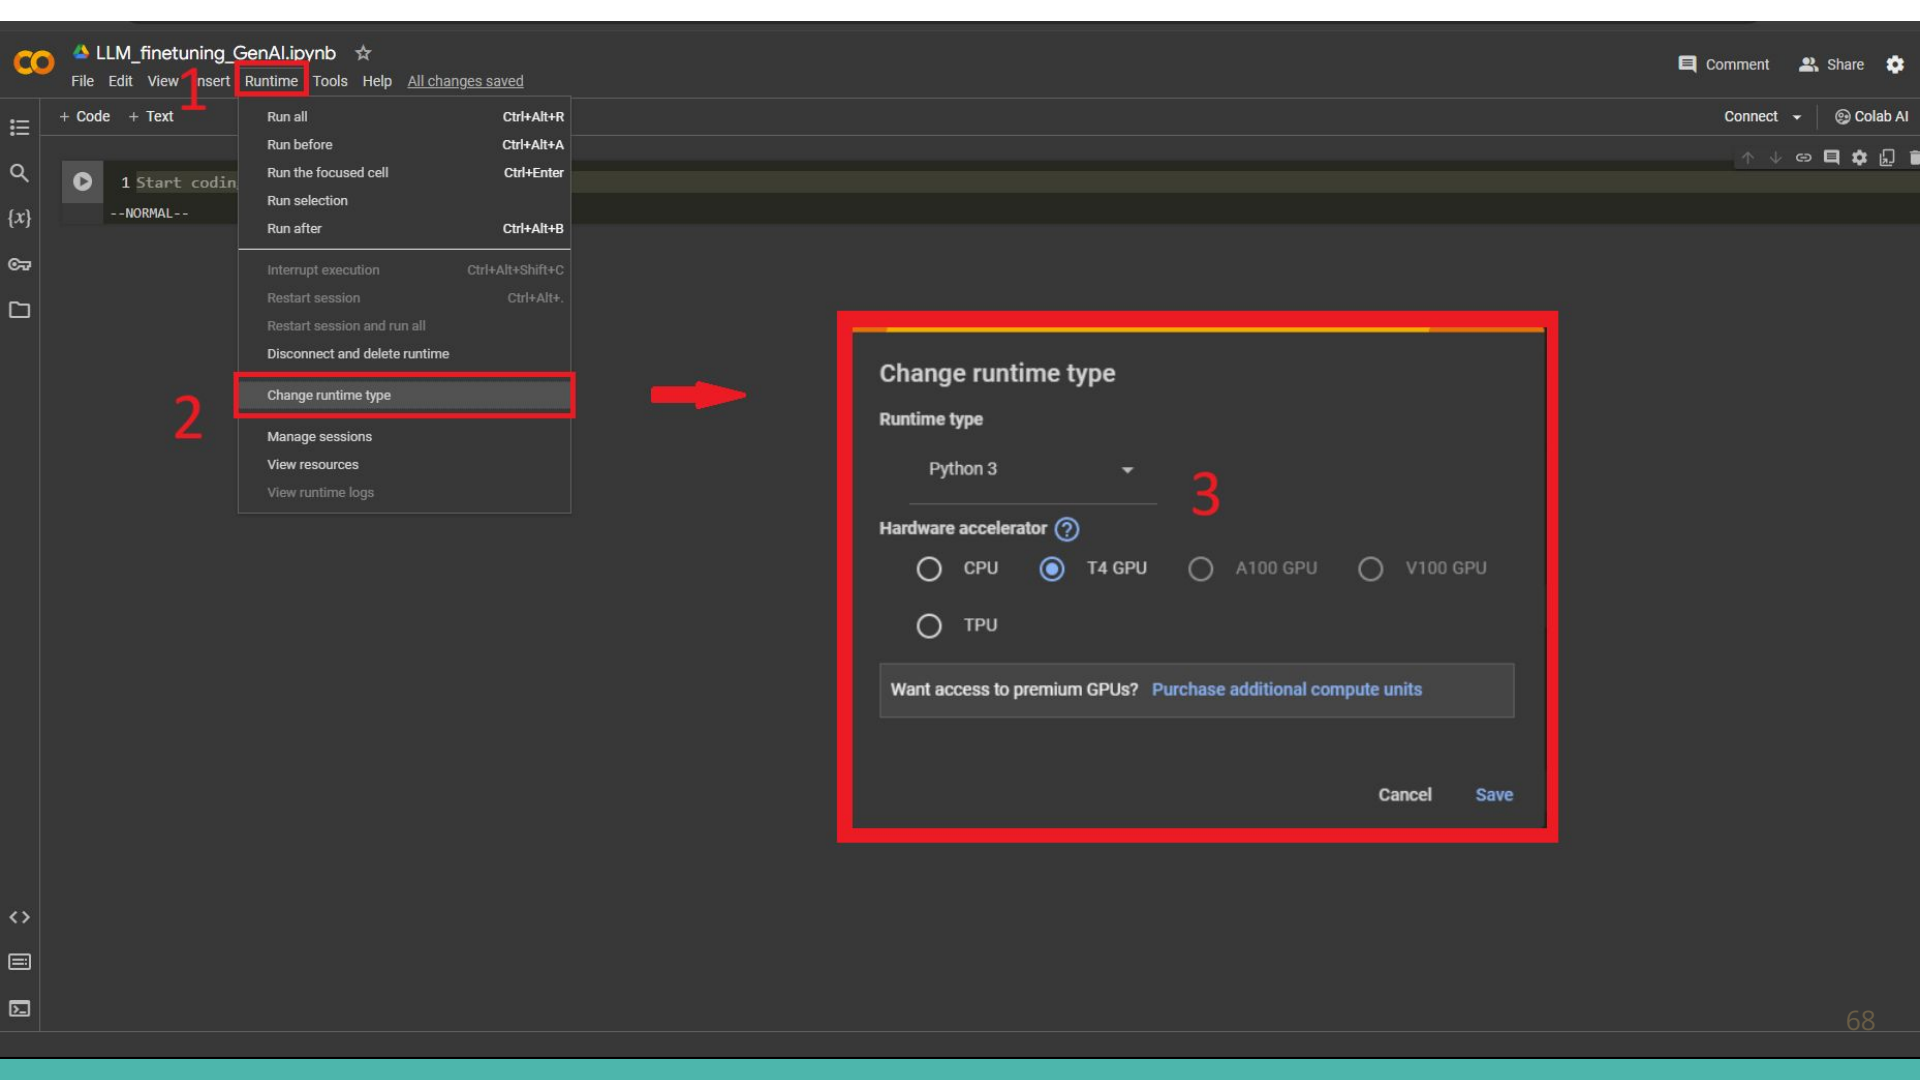 LLM_finetuning_GenAI.ipynb
File Edit View Insert Runtime Tools Help All changes saved
Comment Share
1
+ Code + Text
Connect Colab AI
Run all Ctrl+Alt+R
Run before Ctrl+Alt+A
Run the focused cell Ctrl+Enter
Run selection
Run after Ctrl+Alt+B
Interrupt execution Ctrl+Alt+Shift+C
Restart session Ctrl+Alt+.
Restart session and run all
Disconnect and delete runtime
Change runtime type
Manage sessions
View resources
View runtime logs
1 Start codin
--NORMAL--
{x}
2
Change runtime type
Runtime type
Python 3
3
Hardware accelerator ?
CPU T4 GPU A100 GPU V100 GPU
TPU
Want access to premium GPUs? Purchase additional compute units
Cancel Save
68